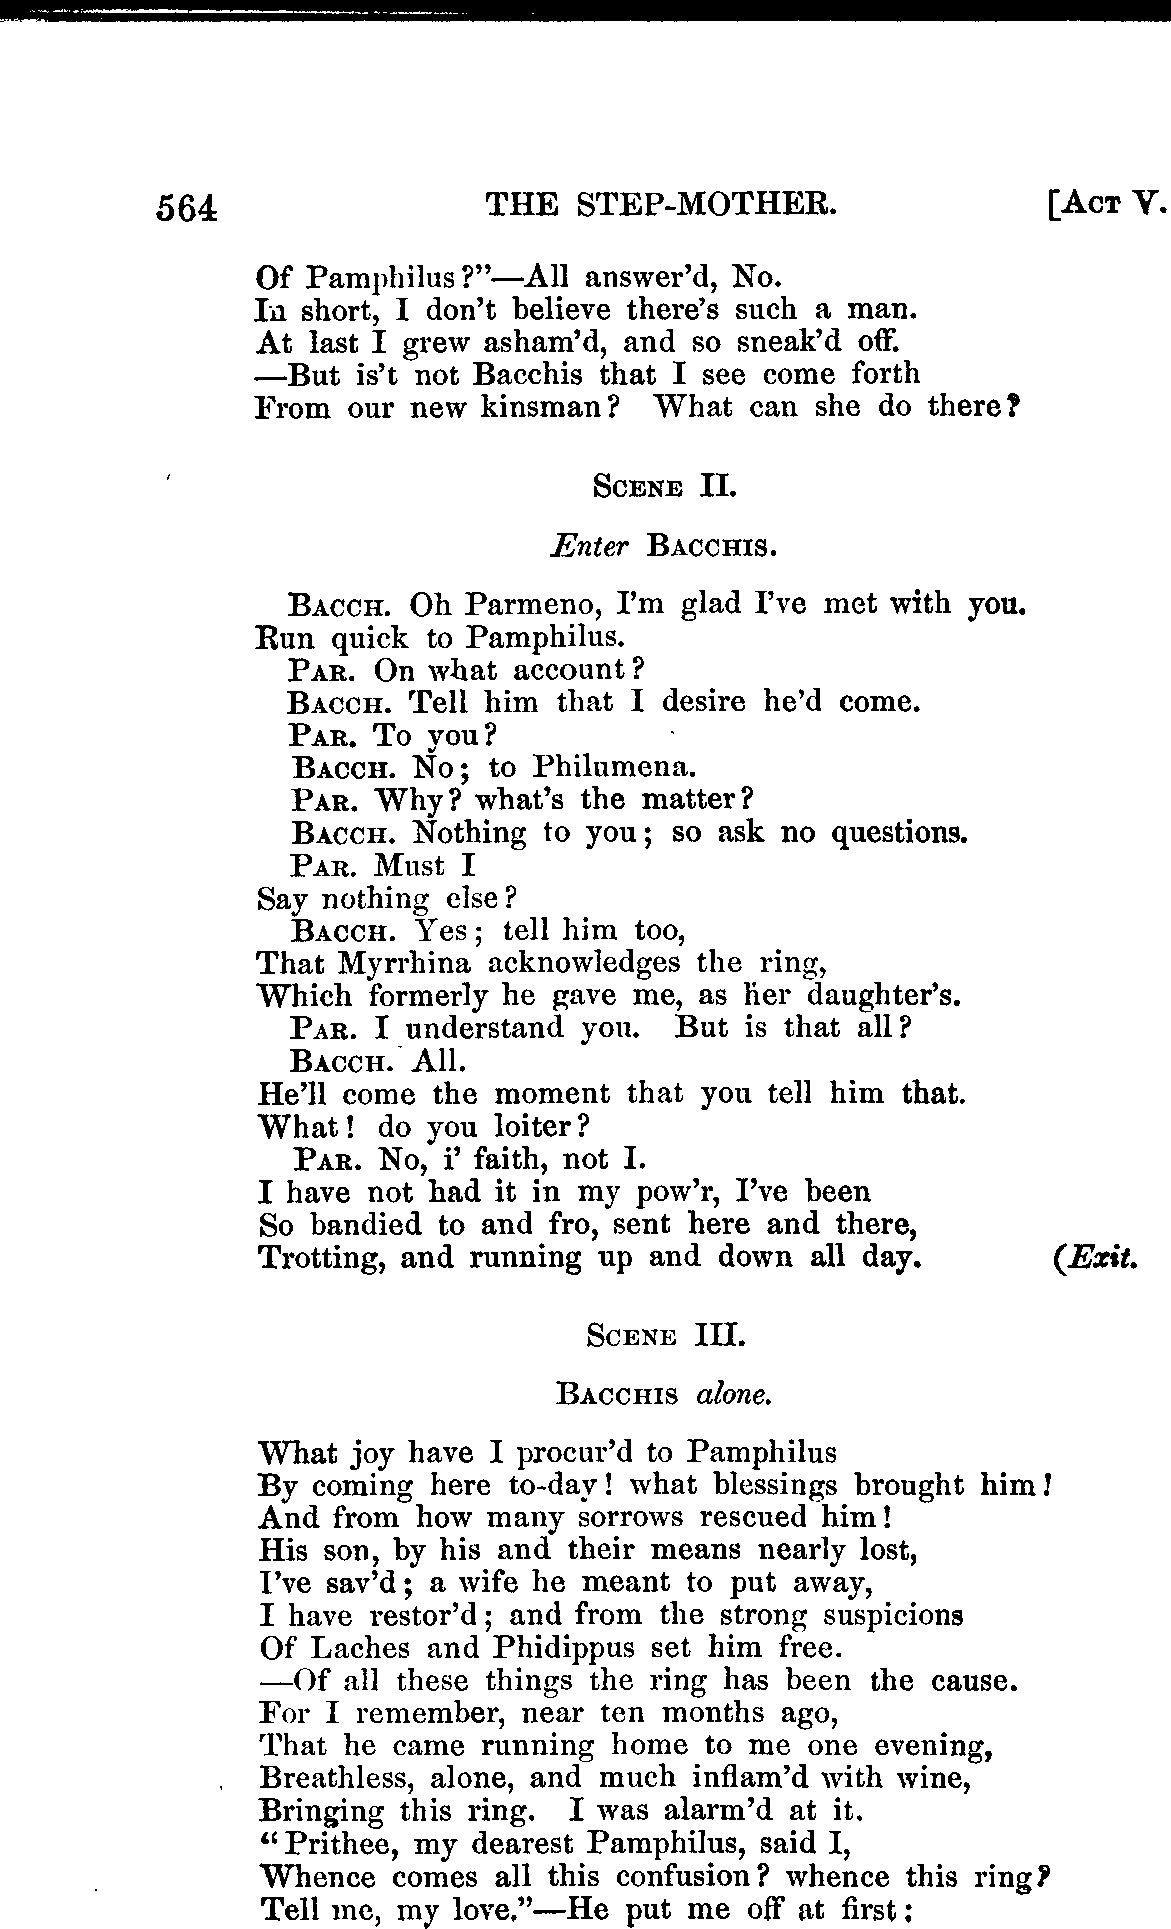 564 THE STEP-MOTHER. [ACT V.
Of Pamphilus?"—All answer'd, No.
In short, I don't believe there's such a man.
At last I grew asham'd, and so sneak'd off.
—But is't not Bacchis that I see come forth
From our new kinsman? What can she do there?
SCENE II.
Enter BACCHIS.
BACCH. Oh Parmeno, I'm glad I've met with you.
Run quick to Pamphilus.
PAR. On what account?
BACCH. Tell him that I desire he'd come.
PAR. To you?
BACCH. No; to Philumena.
PAR. Why? what's the matter?
BACCH. Nothing to you; so ask no questions.
PAR. Must I
Say nothing else?
BACCH. Yes; tell him too,
That Myrrhina acknowledges the ring,
Which formerly he gave me, as her daughter's.
PAR. I understand you. But is that all?
BACCH. All.
He'll come the moment that you tell him that.
What! do you loiter?
PAR. No, i' faith, not I.
I have not had it in my pow'r, I've been
So bandied to and fro, sent here and there,
Trotting, and running up and down all day. (Exit.
SCENE III.
BACCHIS alone.
What joy have I procur'd to Pamphilus
By coming here to-day! what blessings brought him!
And from how many sorrows rescued him!
His son, by his and their means nearly lost,
I've sav'd; a wife he meant to put away,
I have restor'd; and from the strong suspicions
Of Laches and Phidippus set him free.
—Of all these things the ring has been the cause.
For I remember, near ten months ago,
That he came running home to me one evening,
Breathless, alone, and much inflam'd with wine,
Bringing this ring. I was alarm'd at it.
"Prithee, my dearest Pamphilus, said I,
Whence comes all this confusion? whence this ring?
Tell me, my love."—He put me off at first;